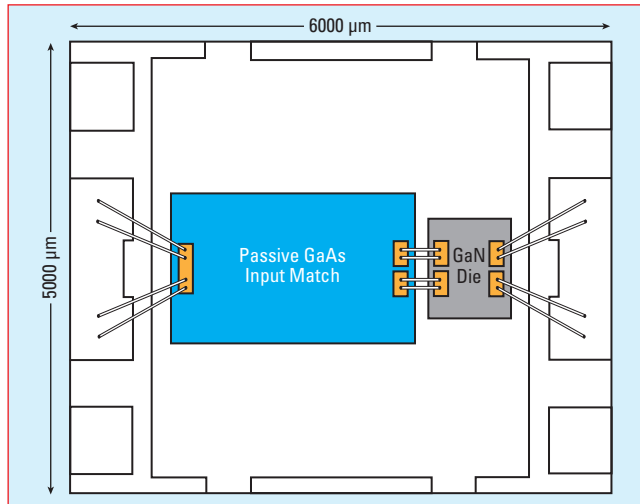 6000 µm
5000 µm
Passive GaAs
Input Match
GaN
Die